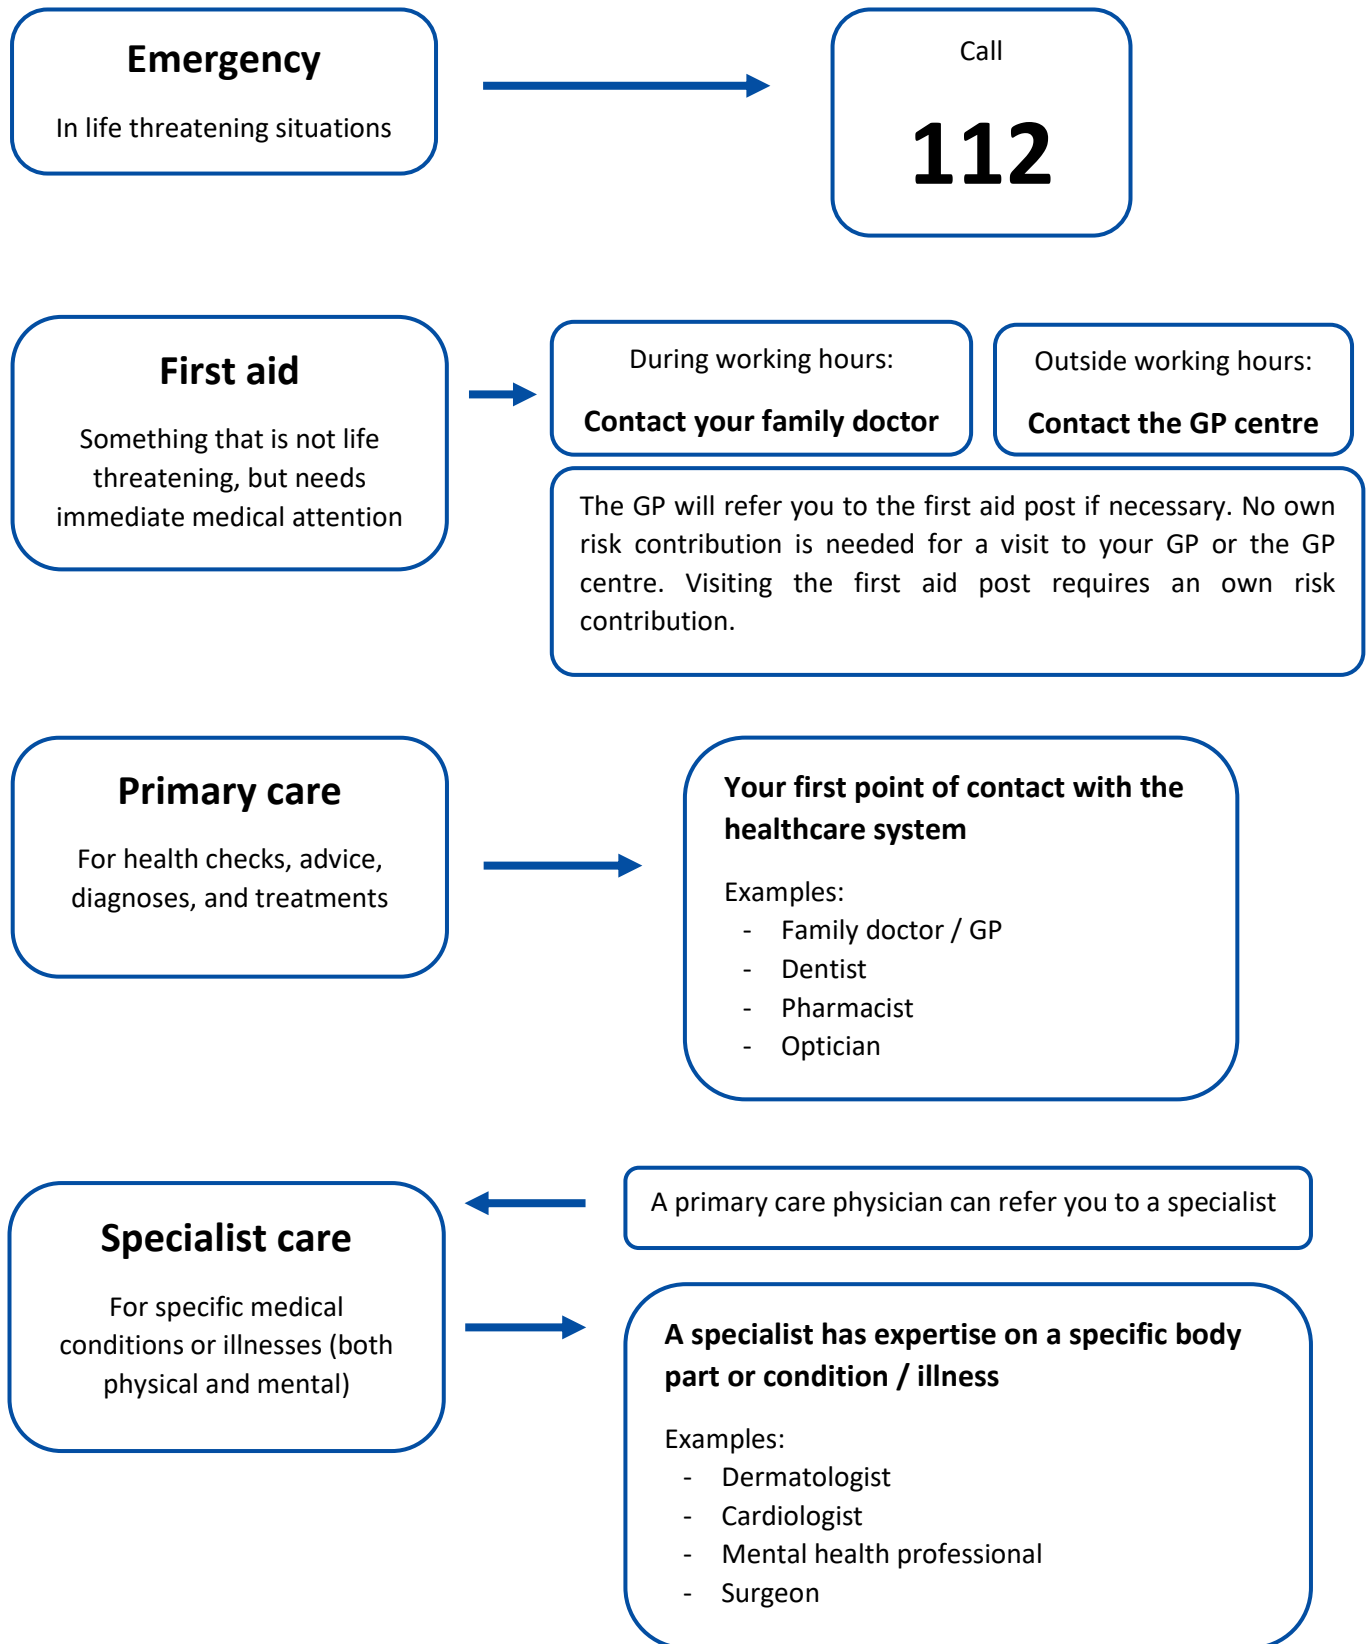 Emergency
In life threatening situations
Call
112
First aid
Something that is not life
threatening, but needs
immediate medical attention
During working hours:
Contact your family doctor
Outside working hours:
Contact the GP centre
The GP will refer you to the first aid post if necessary. No own
risk contribution is needed for a visit to your GP or the GP
centre. Visiting the first aid post requires an own risk
contribution.
Primary care
For health checks, advice,
diagnoses, and treatments
Your first point of contact with the
healthcare system
Examples:
- Family doctor / GP
- Dentist
- Pharmacist
- Optician
Specialist care
For specific medical
conditions or illnesses (both
physical and mental)
A primary care physician can refer you to a specialist
A specialist has expertise on a specific body
part or condition / illness
Examples:
- Dermatologist
- Cardiologist
- Mental health professional
- Surgeon